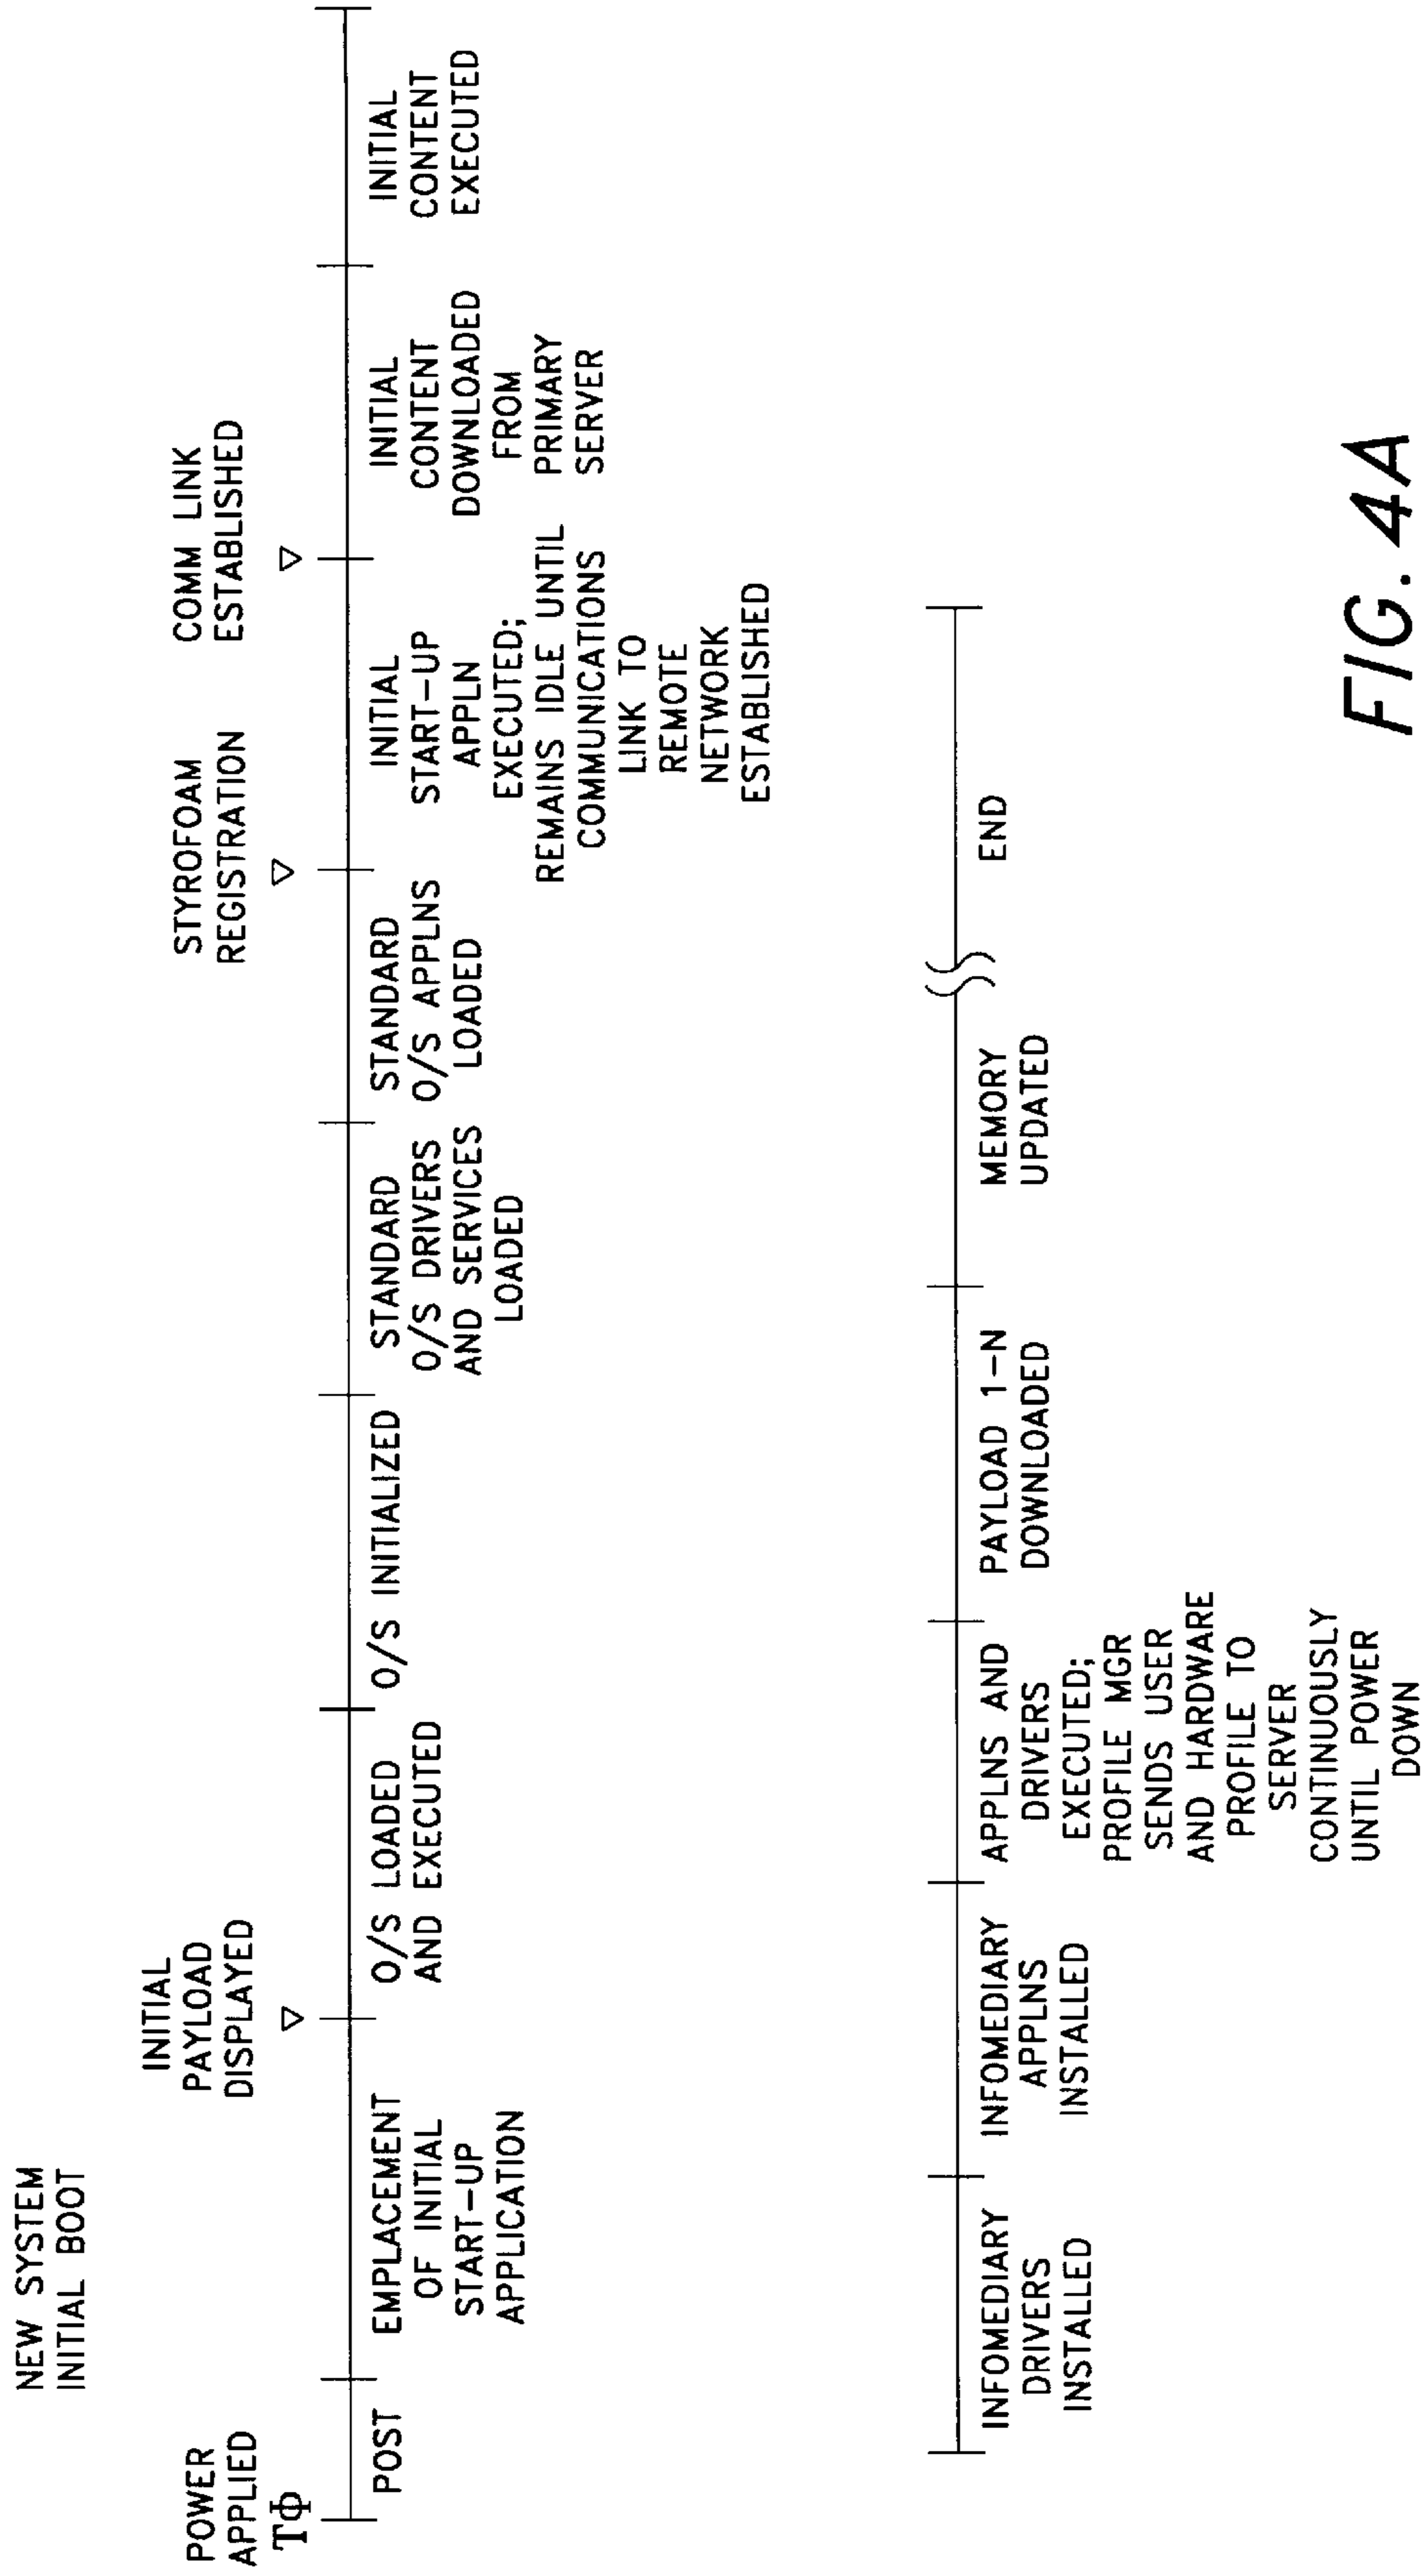 NEW SYSTEM
INITIAL BOOT
POWER
APPLIED
TΦ
INITIAL
PAYLOAD
DISPLAYED
STYROFOAM
REGISTRATION
COMM LINK
ESTABLISHED
POST
EMPLACEMENT
OF INITIAL
START-UP
APPLICATION
O/S LOADED
AND EXECUTED
O/S INITIALIZED
STANDARD
O/S DRIVERS
AND SERVICES
LOADED
STANDARD
O/S APPLNS
LOADED
INITIAL
START-UP
APPLN
EXECUTED;
REMAINS IDLE UNTIL
COMMUNICATIONS
LINK TO
REMOTE
NETWORK
ESTABLISHED
INITIAL
CONTENT
DOWNLOADED
FROM
PRIMARY
SERVER
INITIAL
CONTENT
EXECUTED
INFOMEDIARY
DRIVERS
INSTALLED
INFOMEDIARY
APPLNS
INSTALLED
APPLNS AND
DRIVERS
EXECUTED;
PROFILE MGR
SENDS USER
AND HARDWARE
PROFILE TO
SERVER
CONTINUOUSLY
UNTIL POWER
DOWN
PAYLOAD 1-N
DOWNLOADED
MEMORY
UPDATED
END
FIG. 4A